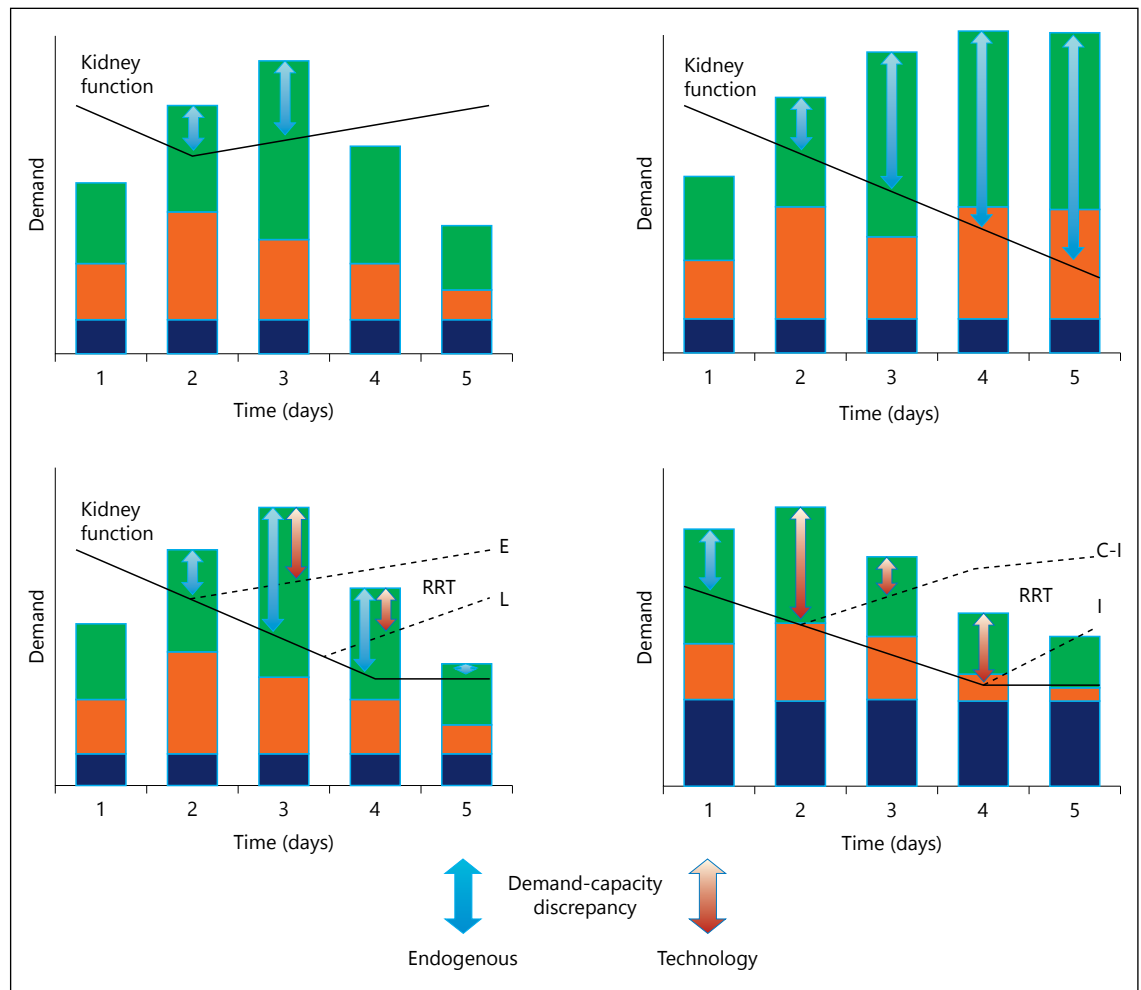 Kidney
function
Demand
1 2 3 4 5
Time (days)
Kidney
function
Demand
1 2 3 4 5
Time (days)
Kidney
function
E
RRT
L
Demand
1 2 3 4 5
Time (days)
C-I
RRT
I
Demand
1 2 3 4 5
Time (days)
Demand-capacity
discrepancy
Endogenous
Technology